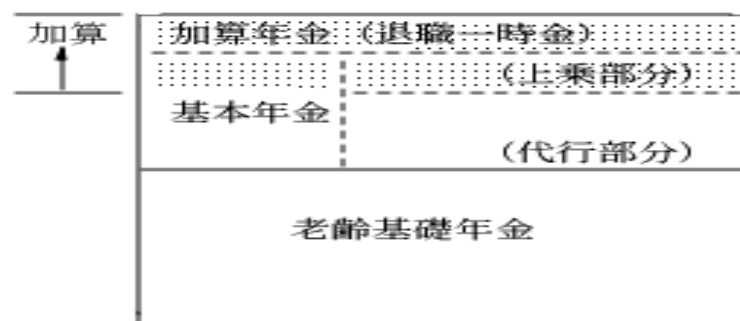 加算
加算年金（退職一時金）
（上乗部分）
基本年金
（代行部分）
老齢基礎年金